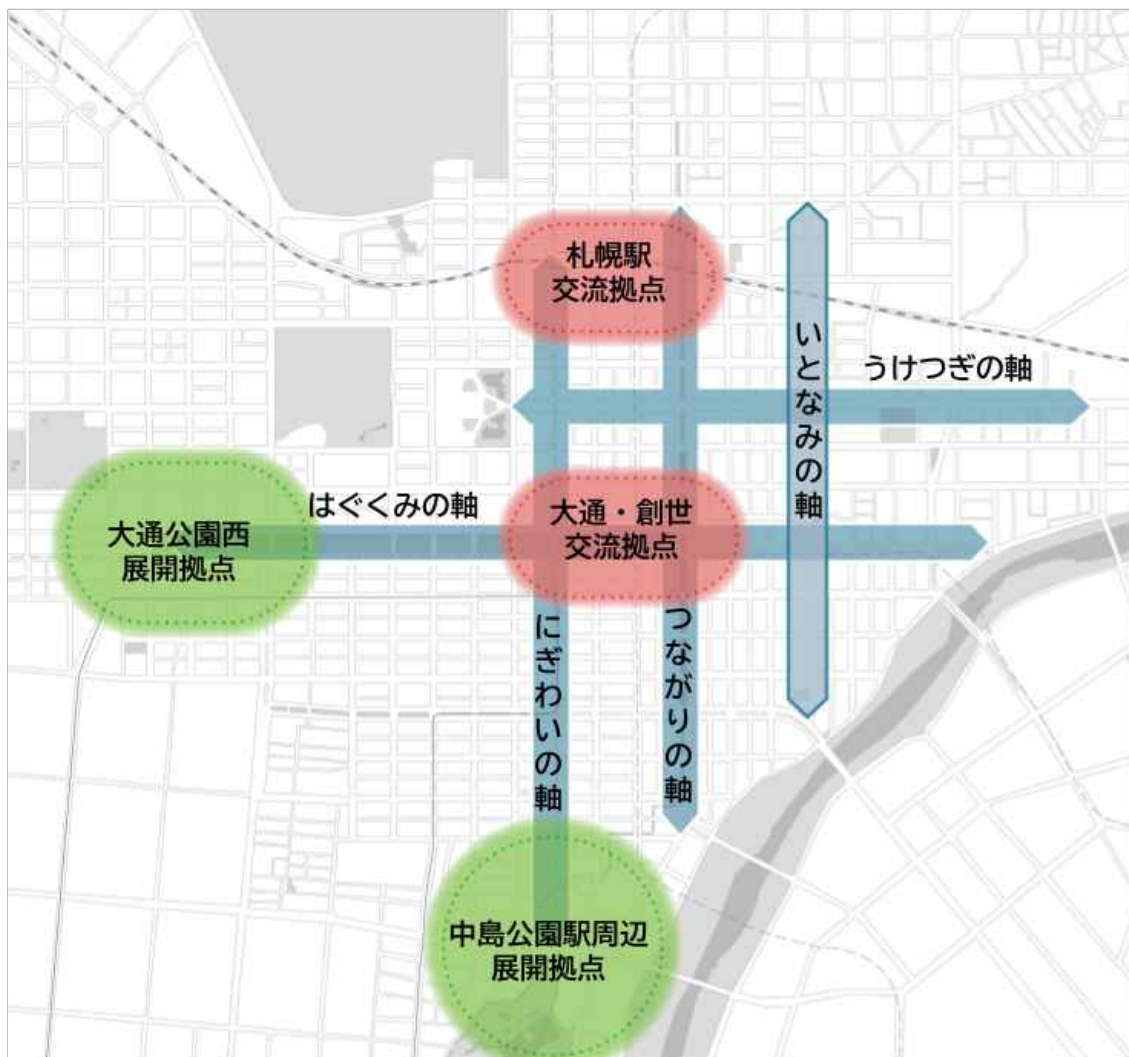 札幌駅
交流拠点
いとなみの軸
うけつぎの軸
はぐくみの軸
大通・創世
交流拠点
大通公園西
展開拠点
にぎわいの軸
つながりの軸
中島公園駅周辺
展開拠点